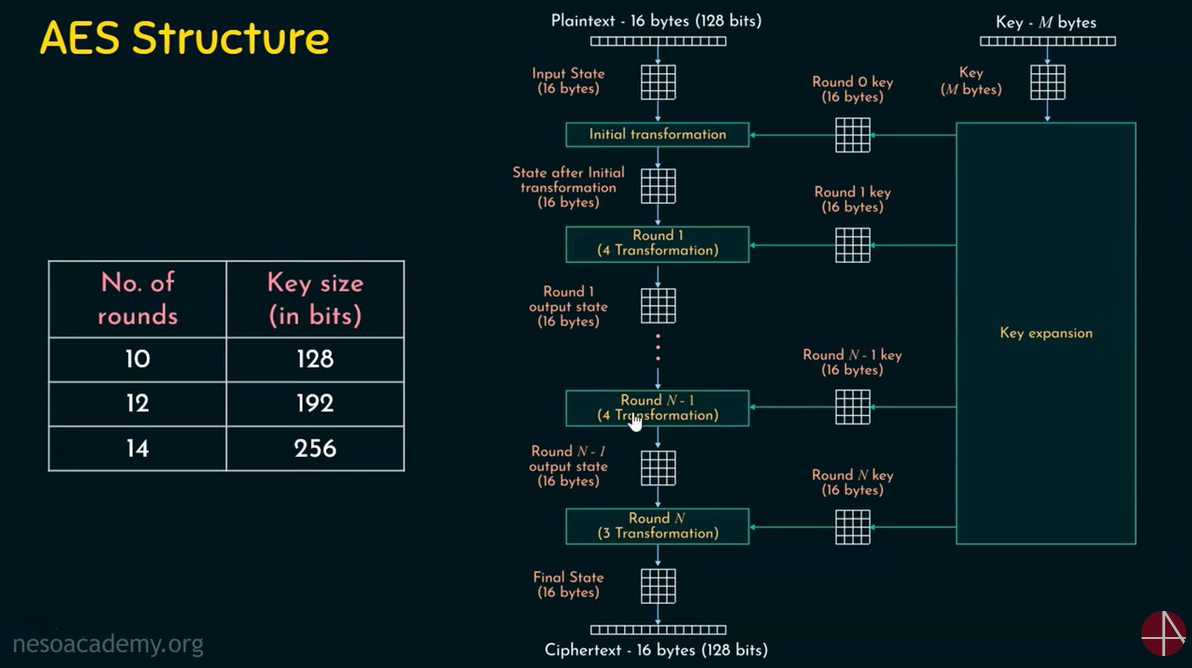 AES Structure
No. of
rounds
Key size
(in bits)
10
128
12
192
14
256
Plaintext - 16 bytes (128 bits)
Input State
(16 bytes)
Initial transformation
State after Initial
transformation
(16 bytes)
Round 1
(4 Transformation)
Round 1
output state
(16 bytes)
Round N - 1
(4 Transformation)
Round N - 1
output state
(16 bytes)
Round N
(3 Transformation)
Final State
(16 bytes)
Ciphertext - 16 bytes (128 bits)
Round 0 key
(16 bytes)
Round 1 key
(16 bytes)
Round N - 1 key
(16 bytes)
Round N key
(16 bytes)
Key - M bytes
Key
(M bytes)
Key expansion
nesoacademy.org